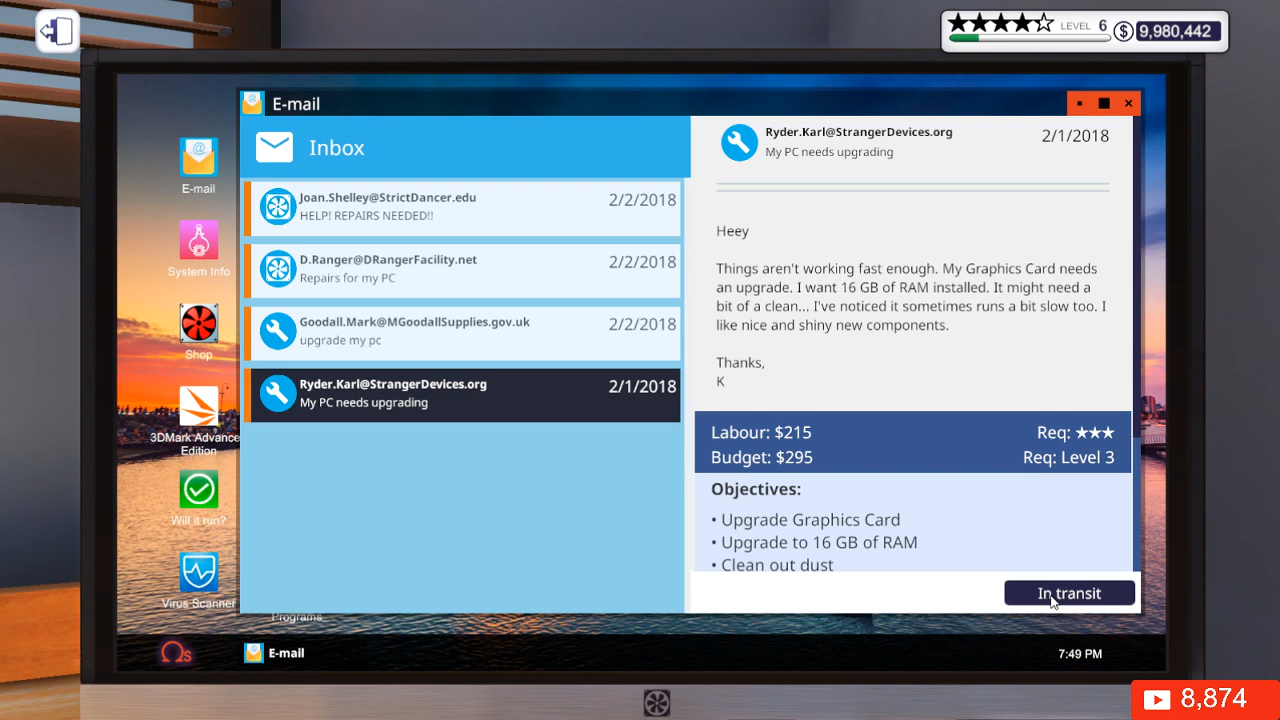 LEVEL 6
$ 9,980,442
E-mail
Inbox
Joan.Shelley@StrictDancer.edu
2/2/2018
HELP! REPAIRS NEEDED!!
D.Ranger@DRangerFacility.net
2/2/2018
Repairs for my PC
Goodall.Mark@MGoodallSupplies.gov.uk
2/2/2018
upgrade my pc
Ryder.Karl@StrangerDevices.org
2/1/2018
My PC needs upgrading
Ryder.Karl@StrangerDevices.org
2/1/2018
My PC needs upgrading
Heey
Things aren't working fast enough. My Graphics Card needs
an upgrade. I want 16 GB of RAM installed. It might need a
bit of a clean... I've noticed it sometimes runs a bit slow too. I
like nice and shiny new components.
Thanks,
K
Labour: $215
Req: ★★★
Budget: $295
Req: Level 3
Objectives:
• Upgrade Graphics Card
• Upgrade to 16 GB of RAM
• Clean out dust
In transit
E-mail
System Info
Shop
3DMark Advance
Edition
Will it run?
Virus Scanner
Programs
Ωs
E-mail
7:49 PM
8,874